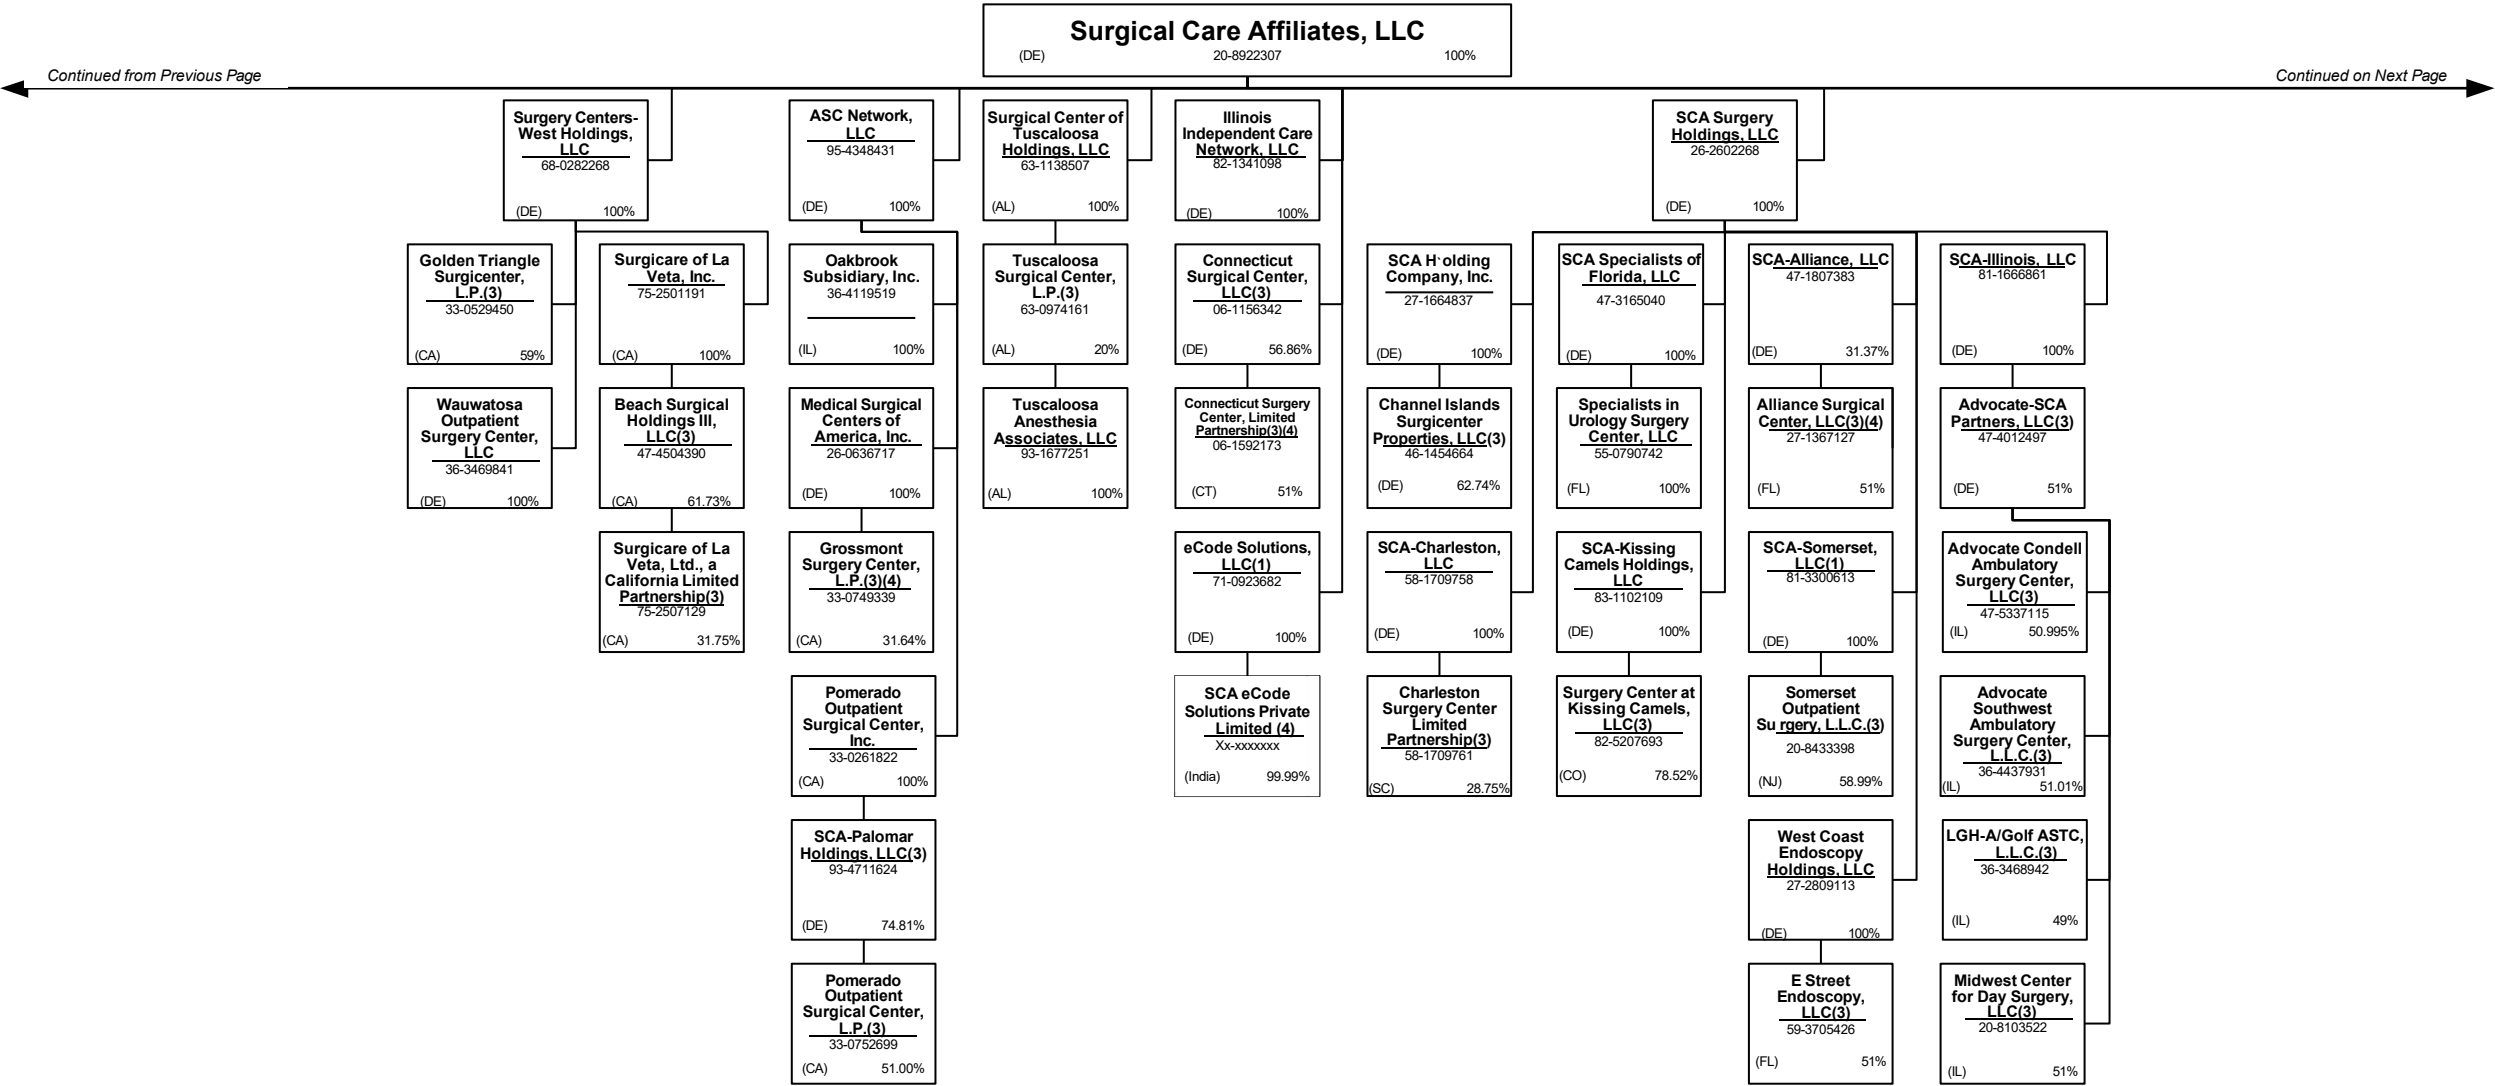 Surgical Care Affiliates, LLC
(DE) 20-8922307 100%
Continued from Previous Page
Continued on Next Page
Surgery Centers-
West Holdings,
LLC
68-0282268
(DE) 100%
ASC Network,
LLC
95-4348431
(DE) 100%
Surgical Center of
Tuscaloosa
Holdings, LLC
63-1138507
(AL) 100%
Illinois
Independent Care
Network, LLC
82-1341098
(DE) 100%
SCA Surgery
Holdings, LLC
26-2602268
(DE) 100%
Golden Triangle
Surgicenter,
L.P.(3)
33-0529450
(CA) 59%
Surgicare of La
Veta, Inc.
75-2501191
(CA) 100%
Oakbrook
Subsidiary, Inc.
36-4119519
(IL) 100%
Tuscaloosa
Surgical Center,
L.P.(3)
63-0974161
(AL) 20%
Connecticut
Surgical Center,
LLC(3)
06-1156342
(DE) 56.86%
SCA H`olding
Company, Inc.
27-1664837
(DE) 100%
SCA Specialists of
Florida, LLC
47-3165040
(DE) 100%
SCA-Alliance, LLC
47-1807383
(DE) 31.37%
SCA-Illinois, LLC
81-1666861
(DE) 100%
Wauwatosa
Outpatient
Surgery Center,
LLC
36-3469841
(DE) 100%
Beach Surgical
Holdings III,
LLC(3)
47-4504390
(CA) 61.73%
Medical Surgical
Centers of
America, Inc.
26-0636717
(DE) 100%
Tuscaloosa
Anesthesia
Associates, LLC
93-1677251
(AL) 100%
Connecticut Surgery
Center, Limited
Partnership(3)(4)
06-1592173
(CT) 51%
Channel Islands
Surgicenter
Properties, LLC(3)
46-1454664
(DE) 62.74%
Specialists in
Urology Surgery
Center, LLC
55-0790742
(FL) 100%
Alliance Surgical
Center, LLC(3)(4)
27-1367127
(FL) 51%
Advocate-SCA
Partners, LLC(3)
47-4012497
(DE) 51%
Surgicare of La
Veta, Ltd., a
California Limited
Partnership(3)
75-2507129
(CA) 31.75%
Grossmont
Surgery Center,
L.P.(3)(4)
33-0749339
(CA) 31.64%
eCode Solutions,
LLC(1)
71-0923682
(DE) 100%
SCA-Charleston,
LLC
58-1709758
(DE) 100%
SCA-Kissing
Camels Holdings,
LLC
83-1102109
(DE) 100%
SCA-Somerset,
LLC(1)
81-3300613
(DE) 100%
Advocate Condell
Ambulatory
Surgery Center,
LLC(3)
47-5337115
(IL) 50.995%
Pomerado
Outpatient
Surgical Center,
Inc.
33-0261822
(CA) 100%
SCA eCode
Solutions Private
Limited (4)
Xx-xxxxxxx
(India) 99.99%
Charleston
Surgery Center
Limited
Partnership(3)
58-1709761
(SC) 28.75%
Surgery Center at
Kissing Camels,
LLC(3)
82-5207693
(CO) 78.52%
Somerset
Outpatient
Surgery, L.L.C.(3)
20-8433398
(NJ) 58.99%
Advocate
Southwest
Ambulatory
Surgery Center,
L.L.C.(3)
36-4437931
(IL) 51.01%
SCA-Palomar
Holdings, LLC(3)
93-4711624
(DE) 74.81%
West Coast
Endoscopy
Holdings, LLC
27-2809113
(DE) 100%
LGH-A/Golf ASTC,
L.L.C.(3)
36-3468942
(IL) 49%
Pomerado
Outpatient
Surgical Center,
L.P.(3)
33-0752699
(CA) 51.00%
E Street
Endoscopy,
LLC(3)
59-3705426
(FL) 51%
Midwest Center
for Day Surgery,
LLC(3)
20-8103522
(IL) 51%